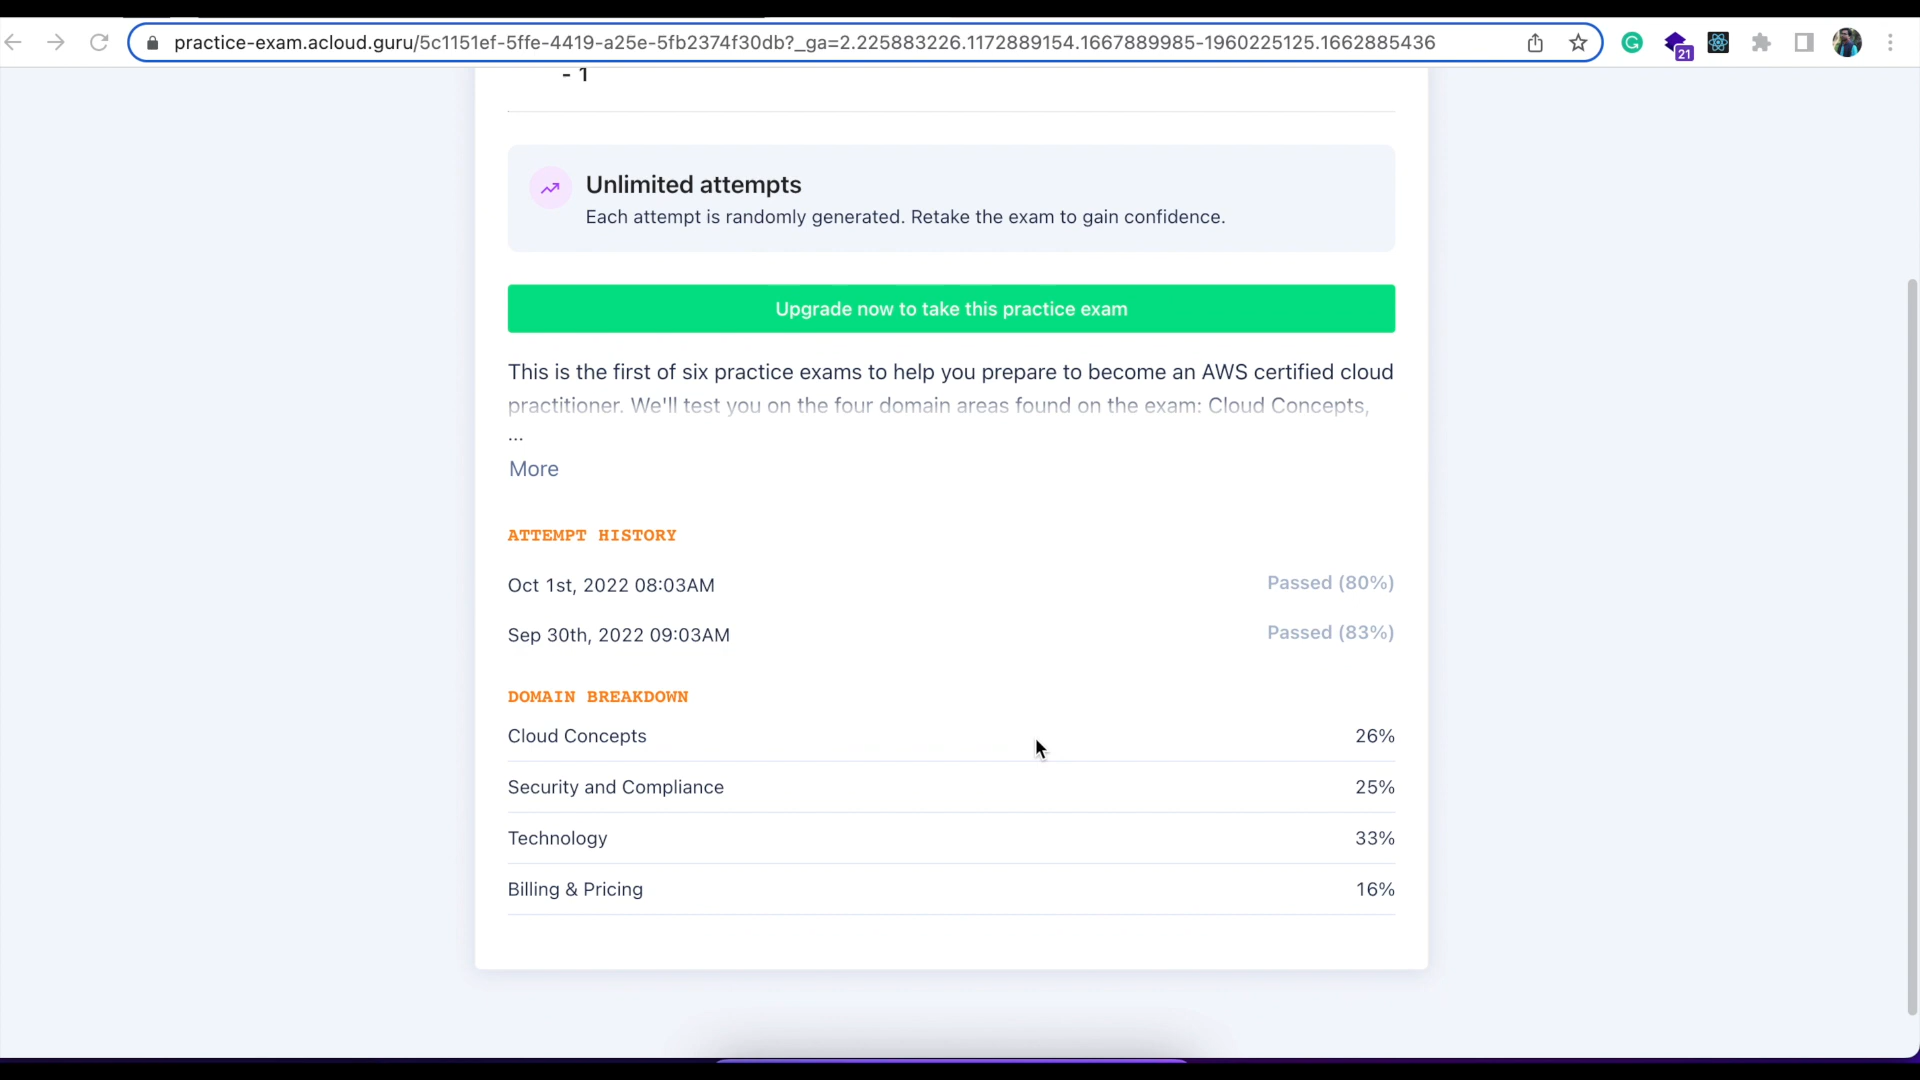 practice-exam.acloud.guru/5c1151ef-5ffe-4419-a25e-5fb2374f30db?_ga=2.225883226.1172889154.1667889985-1960225125.1662885436
21
- 1
Unlimited attempts
Each attempt is randomly generated. Retake the exam to gain confidence.
Upgrade now to take this practice exam
This is the first of six practice exams to help you prepare to become an AWS certified cloud
practitioner. We'll test you on the four domain areas found on the exam: Cloud Concepts,
...
More
ATTEMPT HISTORY
Oct 1st, 2022 08:03AM Passed (80%)
Sep 30th, 2022 09:03AM Passed (83%)
DOMAIN BREAKDOWN
Cloud Concepts 26%
Security and Compliance 25%
Technology 33%
Billing & Pricing 16%